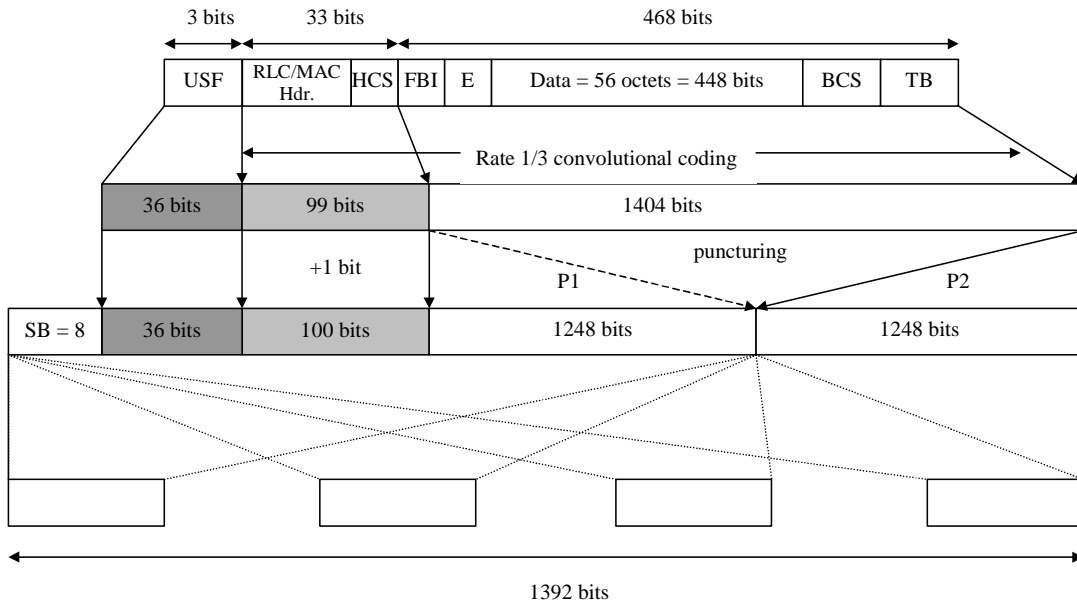 3 bits 33 bits 468 bits
USF RLC/MAC Hdr. HCS FBI E Data = 56 octets = 448 bits BCS TB
Rate 1/3 convolutional coding
36 bits 99 bits 1404 bits
+1 bit puncturing
P1 P2
SB = 8 36 bits 100 bits 1248 bits 1248 bits
1392 bits